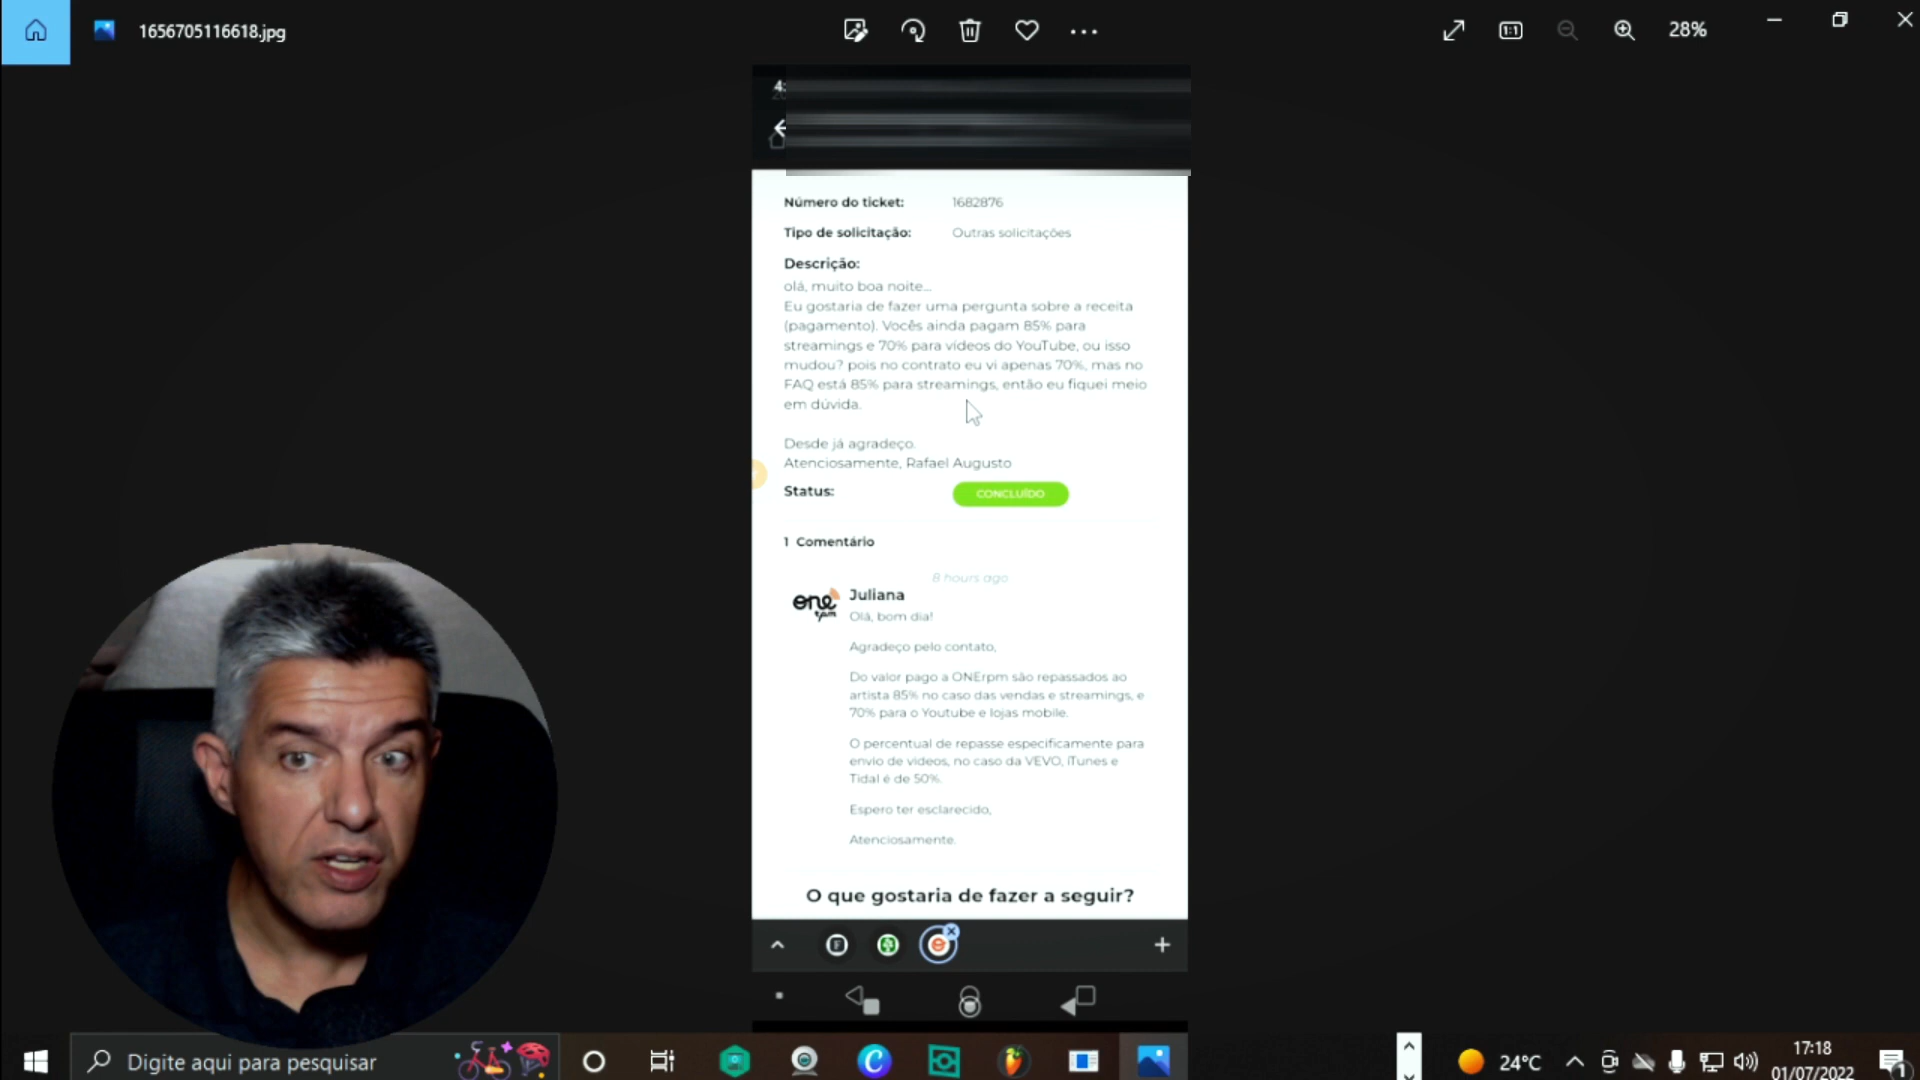 1656705116618.jpg
28%
4:
Número do ticket: 1682876
Tipo de solicitação: Outras solicitações
Descrição:
olá, muito boa noite...
Eu gostaria de fazer uma pergunta sobre a receita
(pagamento). Vocês ainda pagam 85% para
streamings e 70% para vídeos do YouTube, ou isso
mudou? pois no contrato eu vi apenas 70%, mas no
FAQ está 85% para streamings, então eu fiquei meio
em dúvida.
Desde já agradeço.
Atenciosamente, Rafael Augusto
Status: CONCLUÍDO
1 Comentário
8 hours ago
one rpm
Juliana
Olá, bom dia!
Agradeço pelo contato,
Do valor pago a ONErpm são repassados ao
artista 85% no caso das vendas e streamings, e
70% para o Youtube e lojas mobile.
O percentual de repasse especificamente para
envio de videos, no caso da VEVO, iTunes e
Tidal é de 50%.
Espero ter esclarecido,
Atenciosamente.
O que gostaria de fazer a seguir?
Digite aqui para pesquisar
24°C
17:18
01/07/2022
1